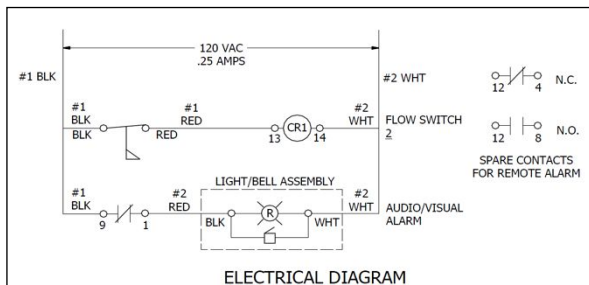 120 VAC
.25 AMPS
#1 BLK
#2 WHT
N.C.
12 4
#1
BLK
BLK
RED
#1
RED
13
CR1
14
#2
WHT
FLOW SWITCH
2
N.O.
12 8
SPARE CONTACTS
FOR REMOTE ALARM
#1
BLK
9
1
#2
RED
LIGHT/BELL ASSEMBLY
BLK
R
WHT
#2
WHT
AUDIO/VISUAL
ALARM
ELECTRICAL DIAGRAM